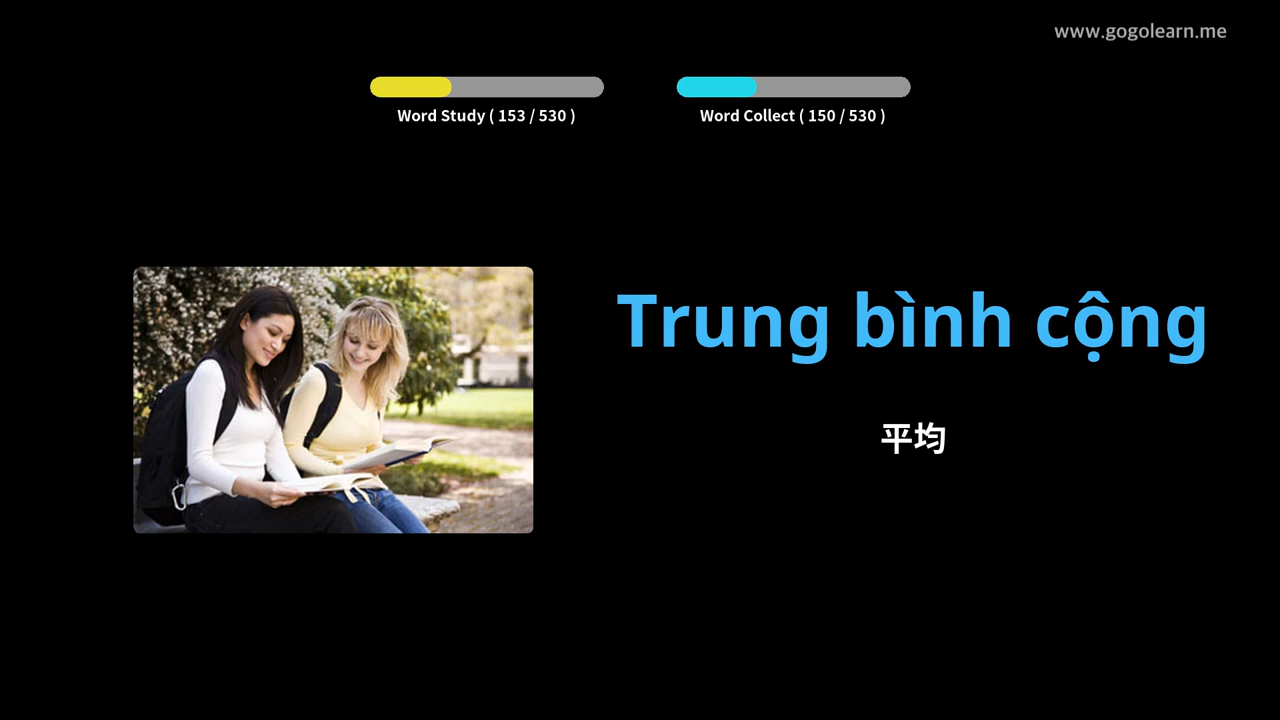 www.gogolearn.me
Word Study ( 153 / 530 )
Word Collect ( 150 / 530 )
Trung bình cộng
平均